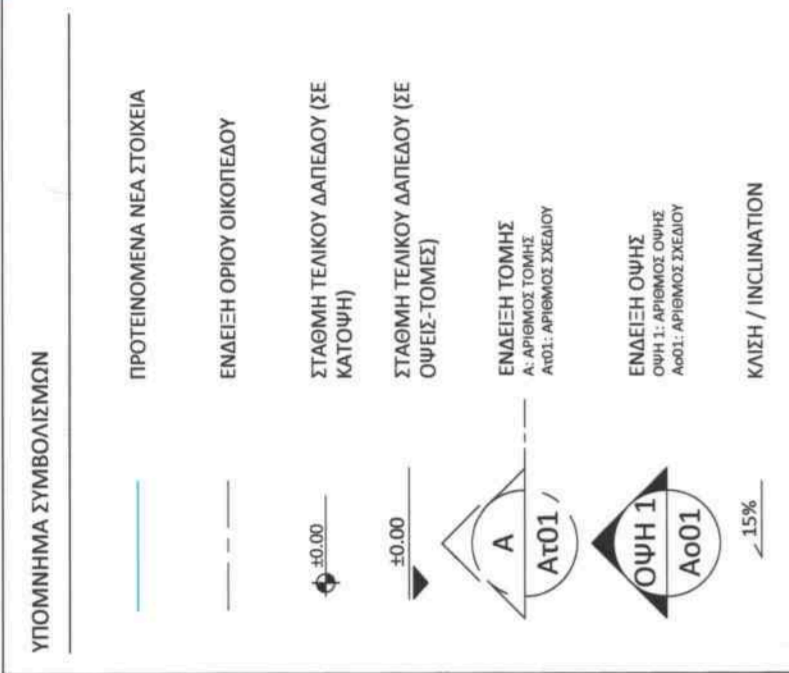 ΥΠΟΜΝΗΜΑ ΣΥΜΒΟΛΙΣΜΩΝ
ΠΡΟΤΕΙΝΟΜΕΝΑ ΝΕΑ ΣΤΟΙΧΕΙΑ
ΕΝΔΕΙΞΗ ΟΡΙΟΥ ΟΙΚΟΠΕΔΟΥ
±0.00
ΣΤΑΘΜΗ ΤΕΛΙΚΟΥ ΔΑΠΕΔΟΥ (ΣΕ
ΚΑΤΟΨΗ)
±0.00
ΣΤΑΘΜΗ ΤΕΛΙΚΟΥ ΔΑΠΕΔΟΥ (ΣΕ
ΟΨΕΙΣ-ΤΟΜΕΣ)
Α
Ατ01
ΕΝΔΕΙΞΗ ΤΟΜΗΣ
Α: ΑΡΙΘΜΟΣ ΤΟΜΗΣ
Ατ01: ΑΡΙΘΜΟΣ ΣΧΕΔΙΟΥ
ΟΨΗ 1
Αο01
ΕΝΔΕΙΞΗ ΟΨΗΣ
ΟΨΗ 1: ΑΡΙΘΜΟΣ ΟΨΗΣ
Αο01: ΑΡΙΘΜΟΣ ΣΧΕΔΙΟΥ
15%
ΚΛΙΣΗ / INCLINATION